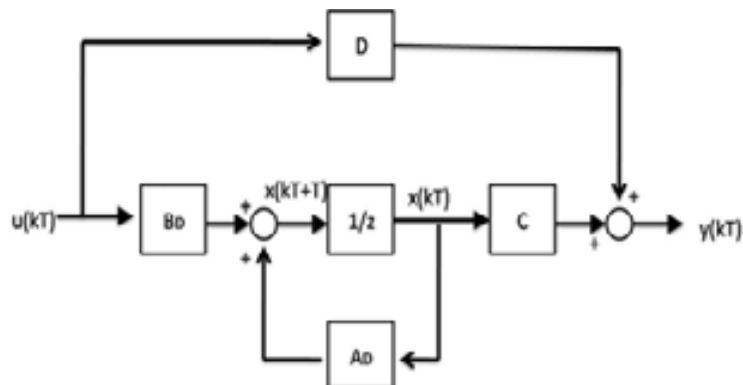 D
u(kT)
BD
+
x(kT+T)
1/z
x(kT)
C
+
+
y(kT)
+
AD